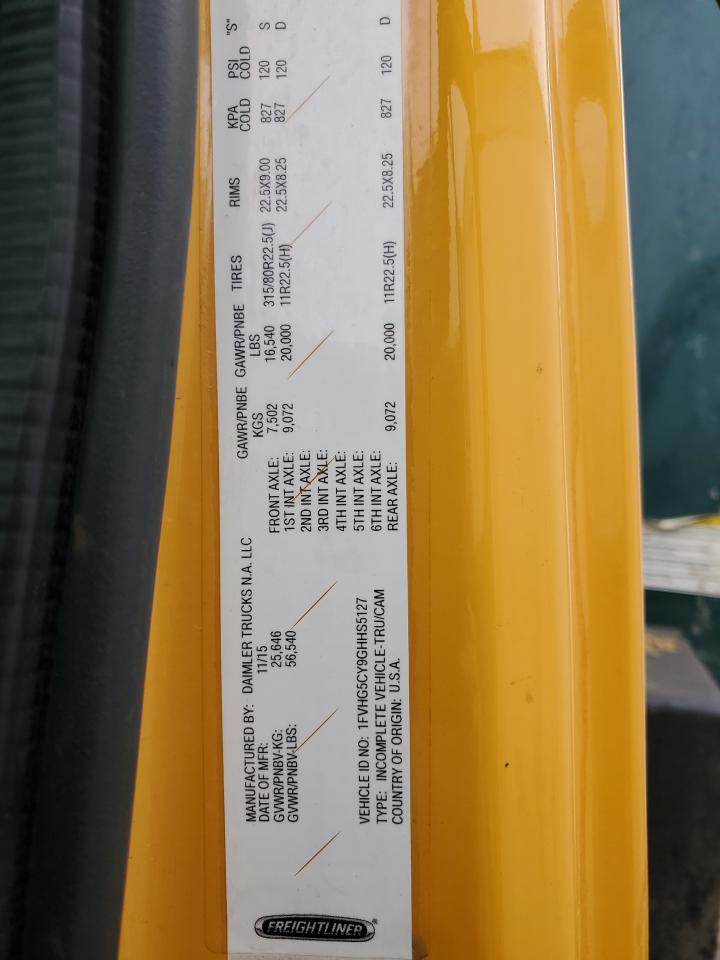 FREIGHTLINER®
MANUFACTURED BY: DAIMLER TRUCKS N.A. LLC
DATE OF MFR: 11/15
GVWR/PNBV-KG: 25,646
GVWR/PNBV-LBS: 56,540
VEHICLE ID NO: 1FVHG5CY9GHHS5127
TYPE: INCOMPLETE VEHICLE-TRU/CAM
COUNTRY OF ORIGIN: U.S.A.
GAWR/PNBE GAWR/PNBE TIRES RIMS KPA PSI "S"
KGS LBS COLD COLD
FRONT AXLE: 7,502 16,540 315/80R22.5(J) 22.5X9.00 827 120 S
1ST INT AXLE: 9,072 20,000 11R22.5(H) 22.5X8.25 827 120 D
2ND INT AXLE:
3RD INT AXLE:
4TH INT AXLE:
5TH INT AXLE:
6TH INT AXLE:
REAR AXLE: 9,072 20,000 11R22.5(H) 22.5X8.25 827 120 D